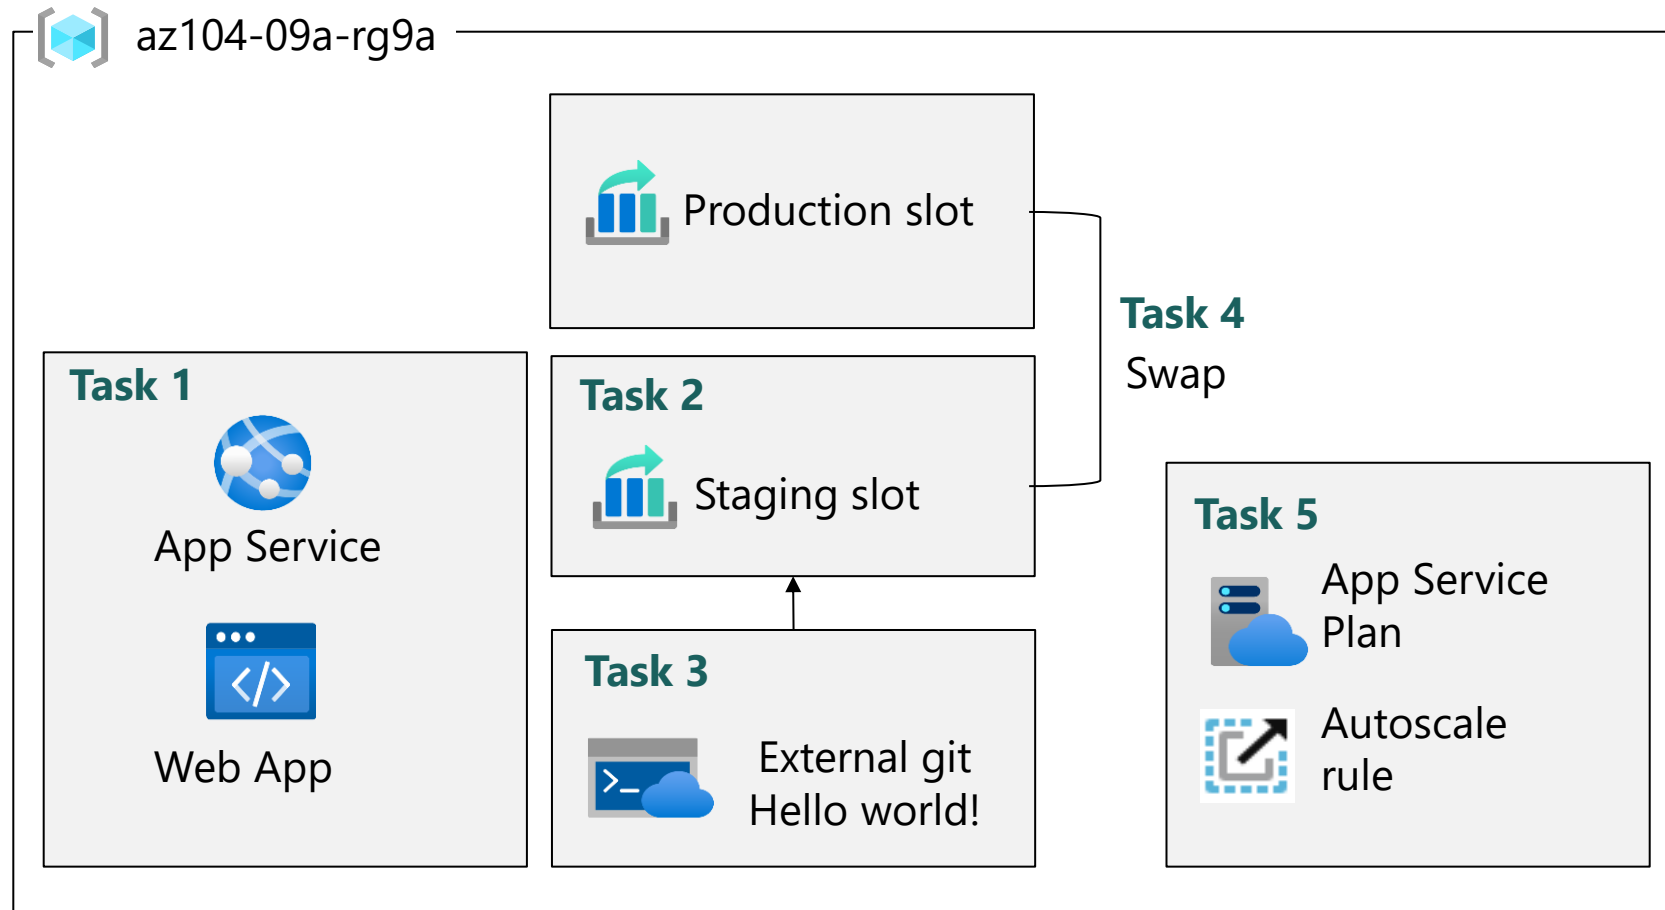 az104-09a-rg9a
Production slot
Task 4
Swap
Task 1
App Service
Web App
Task 2
Staging slot
Task 3
External git
Hello world!
Task 5
App Service
Plan
Autoscale
rule